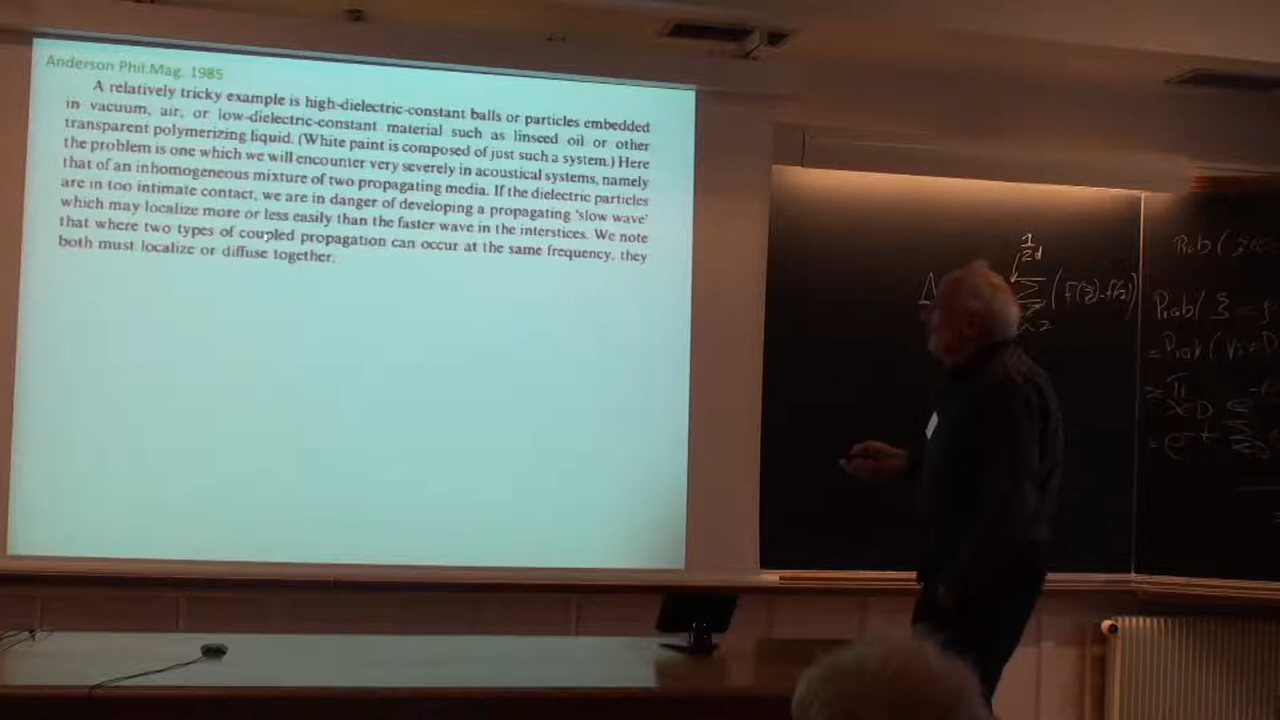 Anderson Phil.Mag. 1985
A relatively tricky example is high-dielectric-constant balls or particles embedded
in vacuum, air, or low-dielectric-constant material such as linseed oil or other
transparent polymerizing liquid. (White paint is composed of just such a system.) Here
the problem is one which we will encounter very severely in acoustical systems, namely
that of an inhomogeneous mixture of two propagating media. If the dielectric particles
are in too intimate contact, we are in danger of developing a propagating 'slow wave'
which may localize more or less easily than the faster wave in the interstices. We note
that where two types of coupled propagation can occur at the same frequency, they
both must localize or diffuse together.
1
2d
Δ
Σ
Prob(
Prob( ξ =
= Prob(